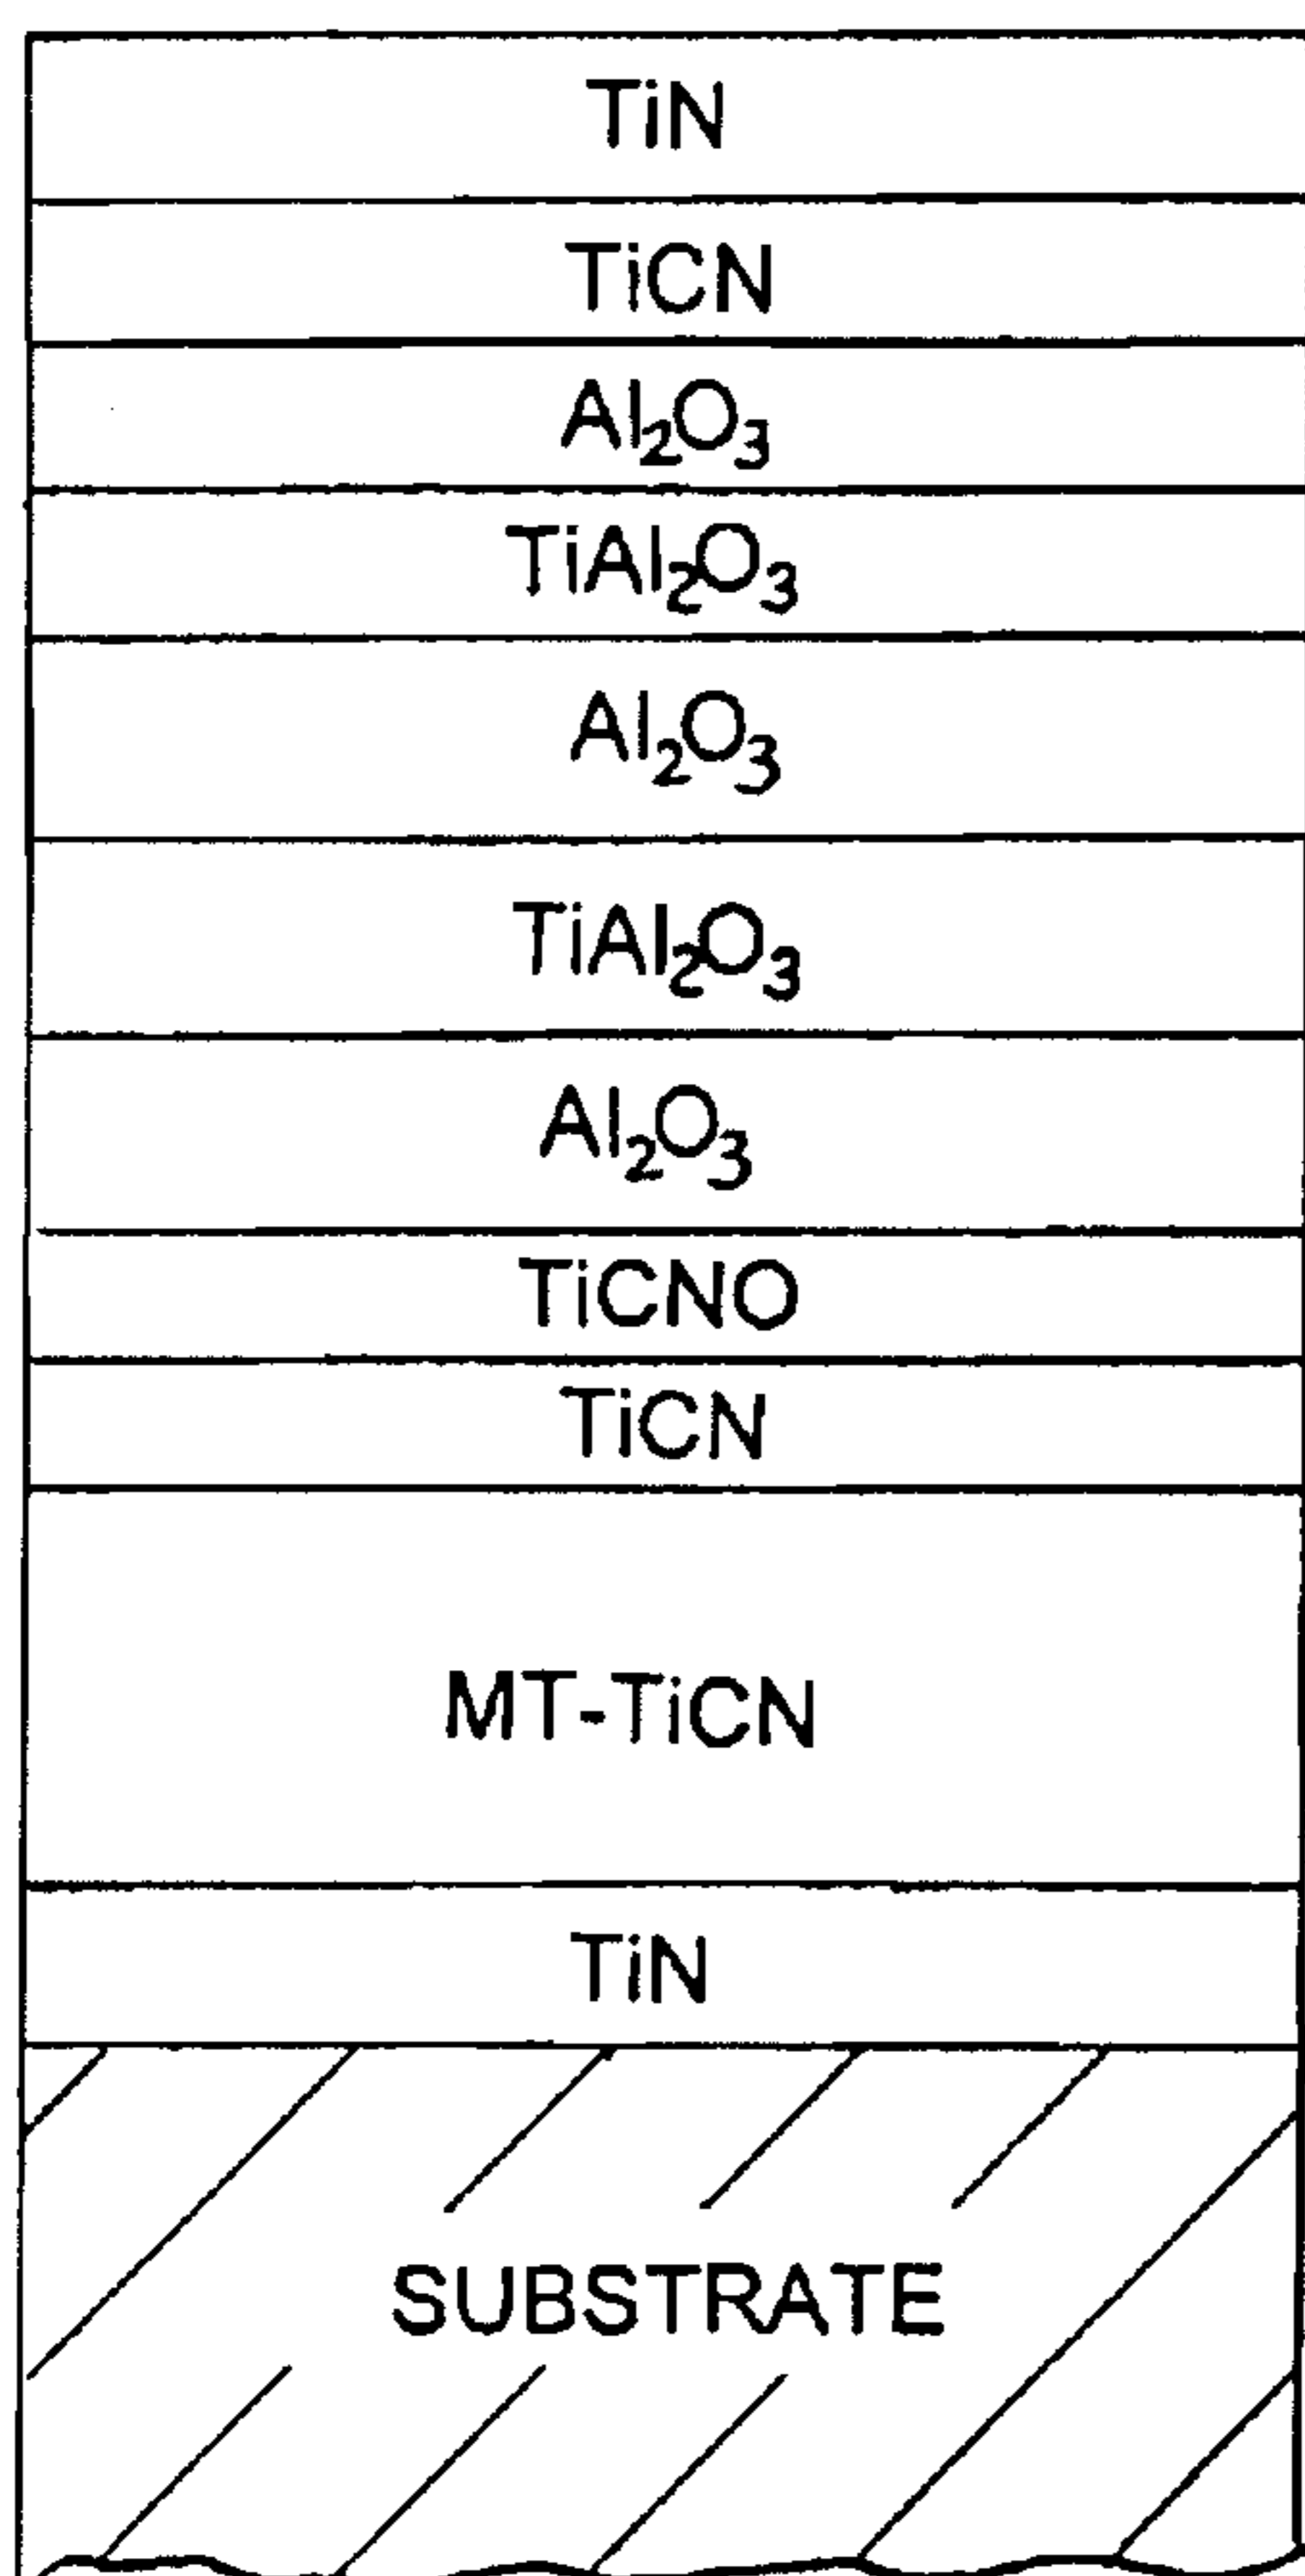 TiN
TiCN
Al₂O₃
TiAl₂O₃
Al₂O₃
TiAl₂O₃
Al₂O₃
TiCNO
TiCN
MT-TiCN
TiN
SUBSTRATE